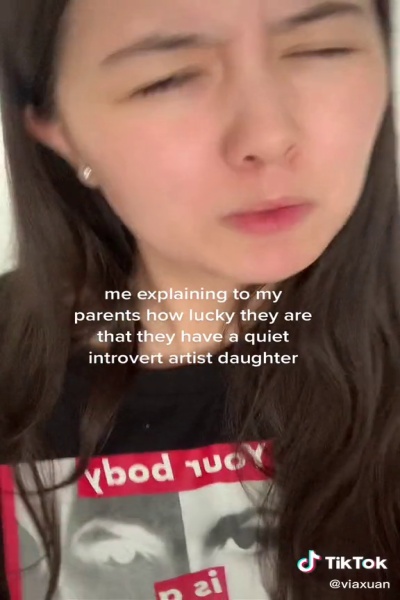 me explaining to my
parents how lucky they are
that they have a quiet
introvert artist daughter
your body
is a
TikTok
@viaxuan